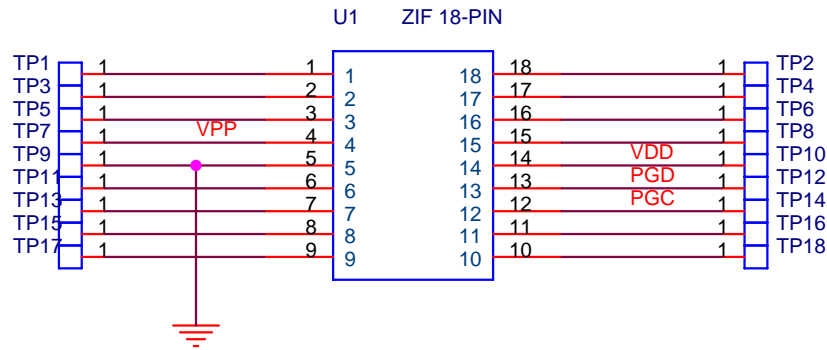 U1 ZIF 18-PIN
TP1 1 1 1 18 18 1 TP2
TP3 1 2 2 17 17 1 TP4
TP5 1 3 3 16 16 1 TP6
TP7 1 VPP 4 4 15 15 1 TP8
TP9 1 5 5 14 14 VDD 1 TP10
TP11 1 6 6 13 13 PGD 1 TP12
TP13 1 7 7 12 12 PGC 1 TP14
TP15 1 8 8 11 11 1 TP16
TP17 1 9 9 10 10 1 TP18